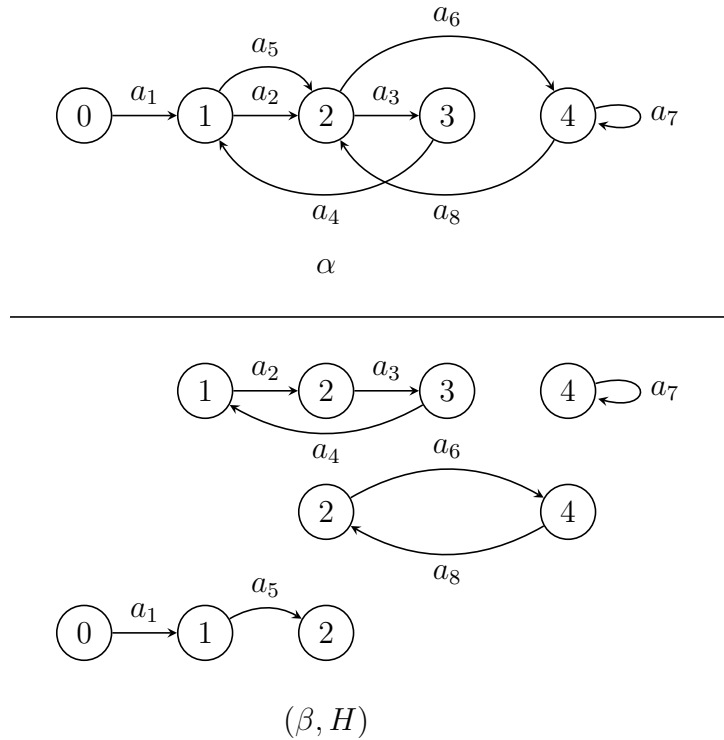 a₆
a₅
0 a₁ 1 a₂ 2 a₃ 3 4 a₇
a₄ a₈
α
1 a₂ 2 a₃ 3 4 a₇
a₄ a₆
2 4
a₈
0 a₁ 1 a₅ 2
(β, H)